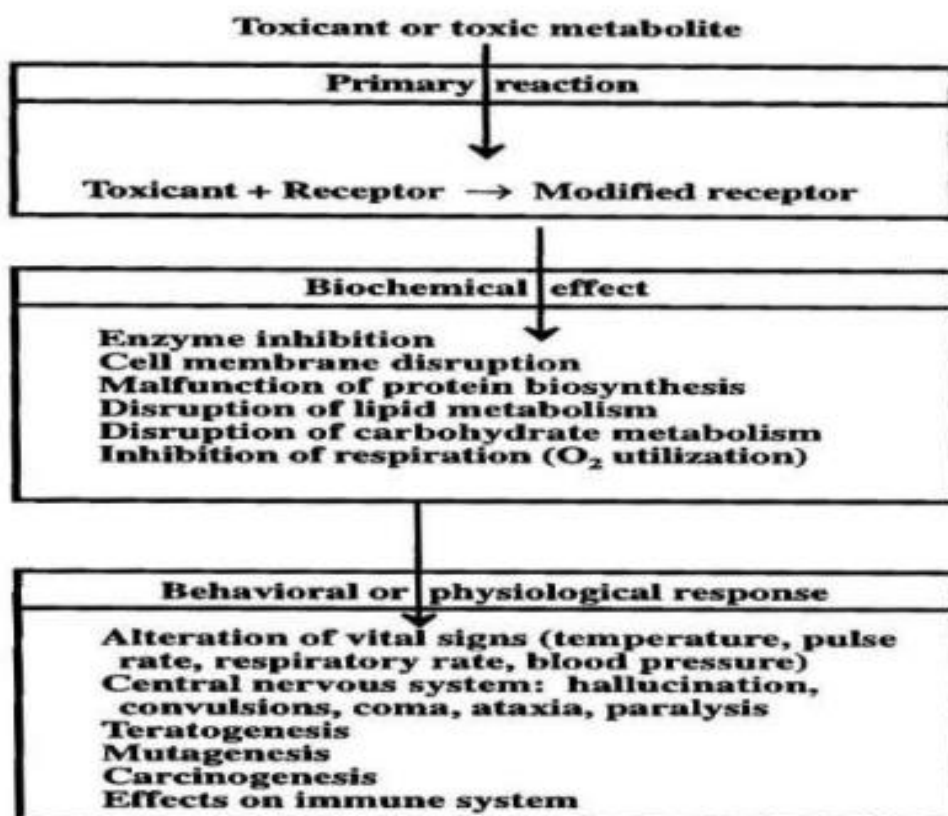 Toxicant or toxic metabolite
Primary reaction
Toxicant + Receptor → Modified receptor
Biochemical effect
Enzyme inhibition
Cell membrane disruption
Malfunction of protein biosynthesis
Disruption of lipid metabolism
Disruption of carbohydrate metabolism
Inhibition of respiration (O₂ utilization)
Behavioral or physiological response
Alteration of vital signs (temperature, pulse
rate, respiratory rate, blood pressure)
Central nervous system: hallucination,
convulsions, coma, ataxia, paralysis
Teratogenesis
Mutagenesis
Carcinogenesis
Effects on immune system